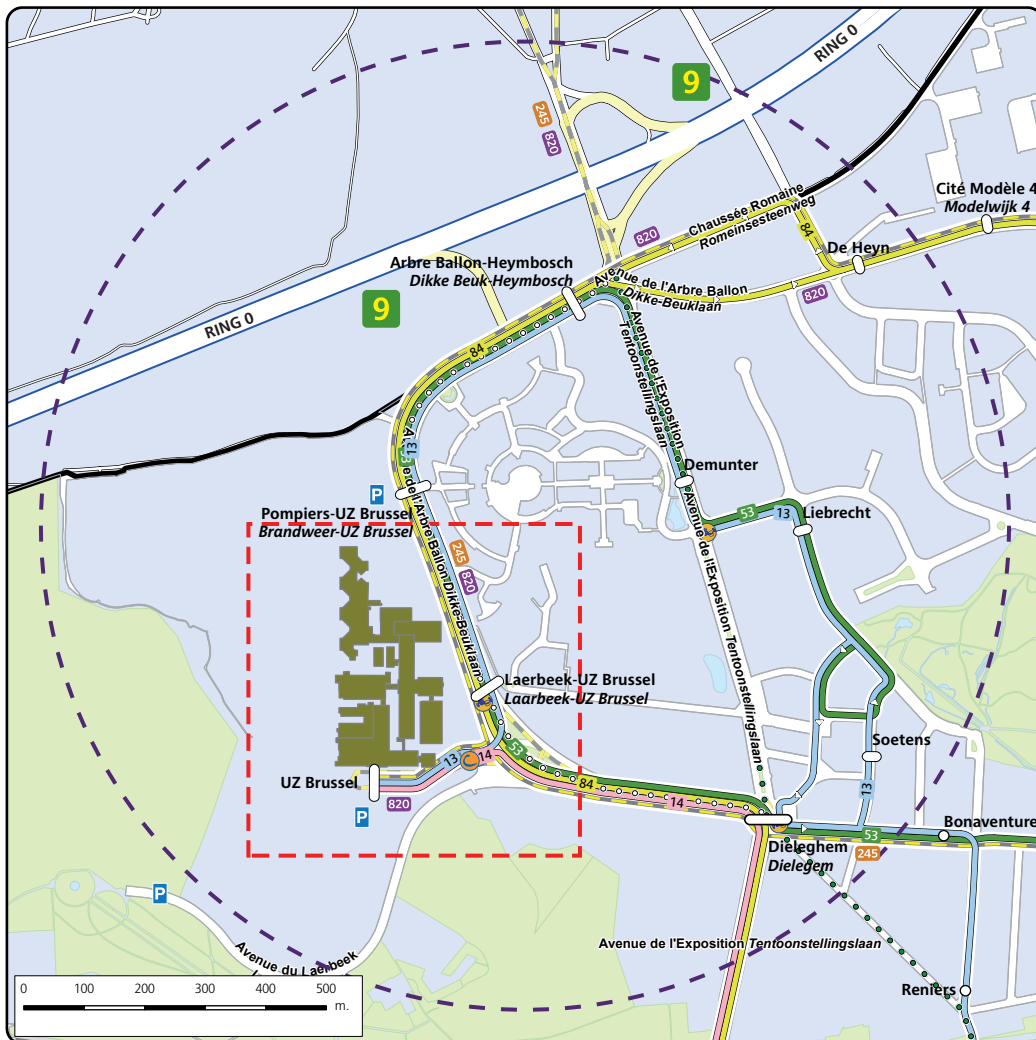 RING 0
9
245
820
Cité Modèle 4
Modelwijk 4
Chaussée Romaine
Romeinsesteenweg
820
84
De Heyn
Arbre Ballon-Heymbosch
Dikke Beuk-Heymbosch
Avenue de l'Arbre Ballon
Dikke-Beuklaan
820
9
RING 0
84
Avenue de l'Exposition
Tentoonstellingslaan
13
53
Demunter
P
Pompiers-UZ Brussel
Brandweer-UZ Brussel
53
13
Liebrecht
245
820
Avenue de l'Arbre Ballon Dikke-Beuklaan
Avenue de l'Exposition Tentoonstellingslaan
Laerbeek-UZ Brussel
Laarbeek-UZ Brussel
Soetens
13
53
13
14
UZ Brussel
820
84
14
P
Bonaventure
53
245
Dieleghem
Dielegem
P
Avenue de l'Exposition Tentoonstellingslaan
Avenue du Laerbeek
Reniers
0 100 200 300 400 500
m.